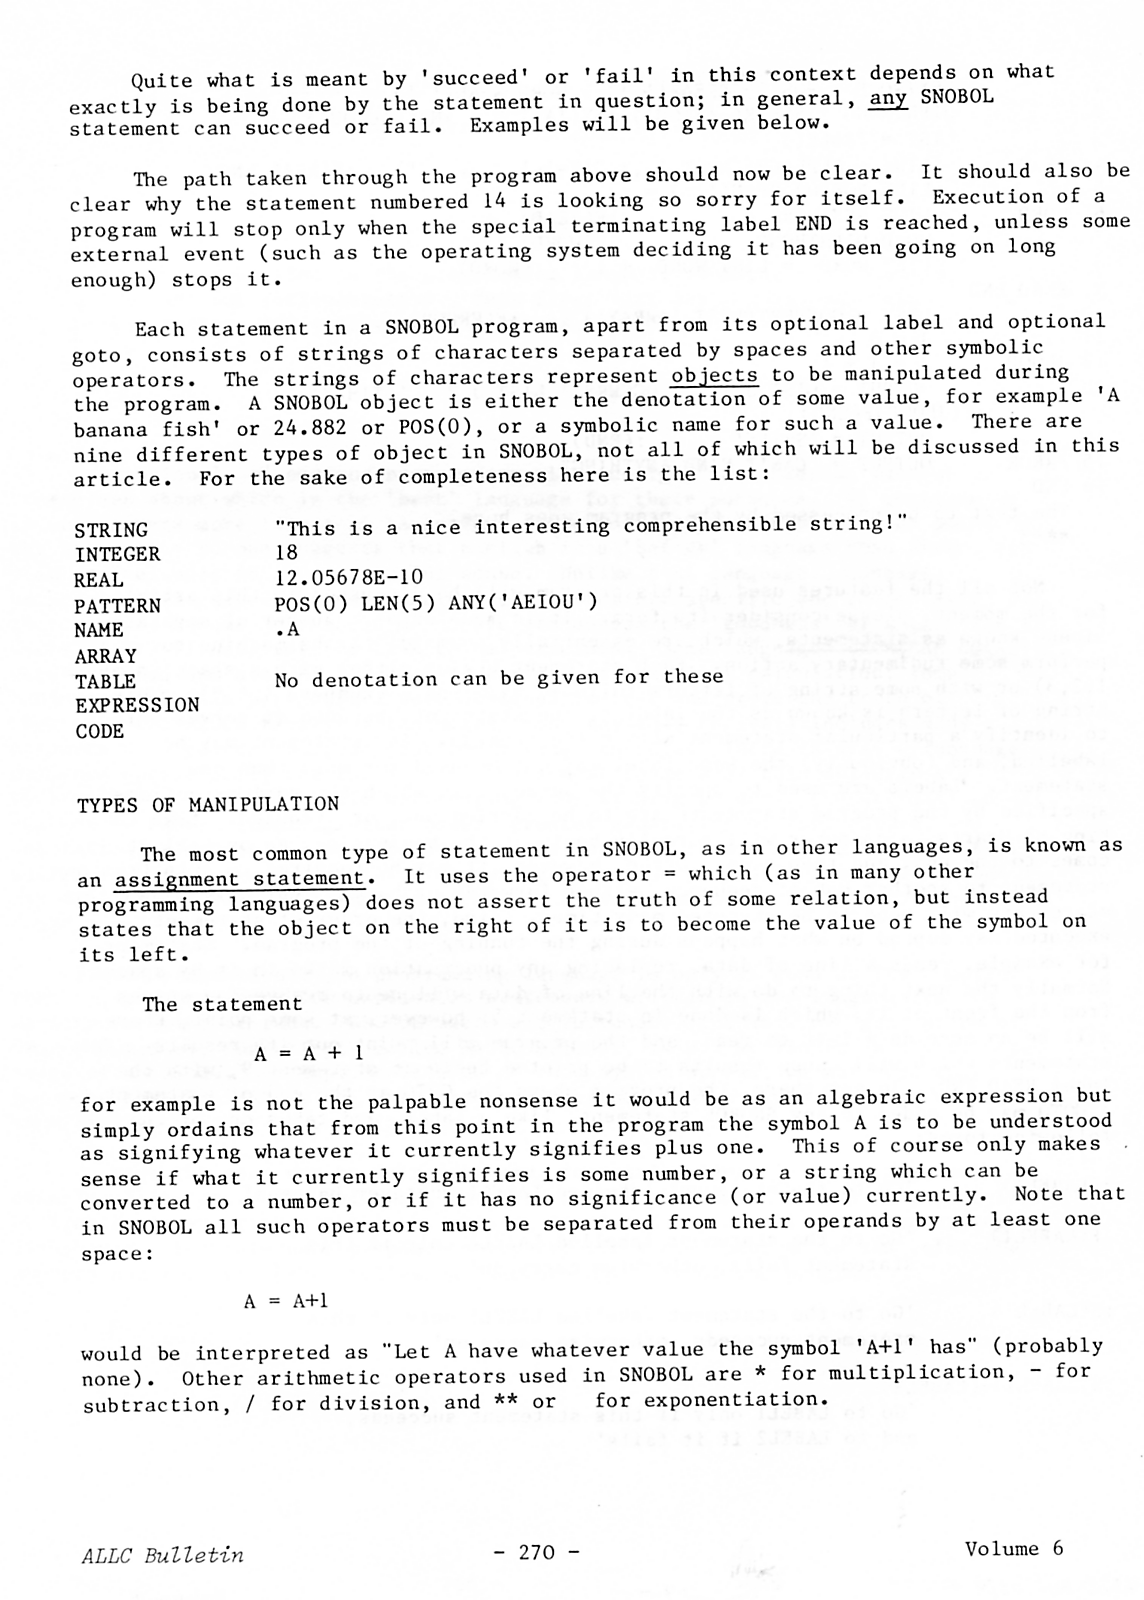 Quite what is meant by 'succeed' or 'fail' in this context depends on what
exactly is being done by the statement in question; in general, any SNOBOL
statement can succeed or fail. Examples will be given below.
The path taken through the program above should now be clear. It should also be
clear why the statement numbered 14 is looking so sorry for itself. Execution of a
program will stop only when the special terminating label END is reached, unless some
external event (such as the operating system deciding it has been going on long
enough) stops it.
Each statement in a SNOBOL program, apart from its optional label and optional
goto, consists of strings of characters separated by spaces and other symbolic
operators. The strings of characters represent objects to be manipulated during
the program. A SNOBOL object is either the denotation of some value, for example 'A
banana fish' or 24.882 or POS(0), or a symbolic name for such a value. There are
nine different types of object in SNOBOL, not all of which will be discussed in this
article. For the sake of completeness here is the list:
STRING "This is a nice interesting comprehensible string!"
INTEGER 18
REAL 12.05678E-10
PATTERN POS(0) LEN(5) ANY('AEIOU')
NAME .A
ARRAY
TABLE No denotation can be given for these
EXPRESSION
CODE
TYPES OF MANIPULATION
The most common type of statement in SNOBOL, as in other languages, is known as
an assignment statement. It uses the operator = which (as in many other
programming languages) does not assert the truth of some relation, but instead
states that the object on the right of it is to become the value of the symbol on
its left.
The statement
A = A + 1
for example is not the palpable nonsense it would be as an algebraic expression but
simply ordains that from this point in the program the symbol A is to be understood
as signifying whatever it currently signifies plus one. This of course only makes
sense if what it currently signifies is some number, or a string which can be
converted to a number, or if it has no significance (or value) currently. Note that
in SNOBOL all such operators must be separated from their operands by at least one
space:
A = A+1
would be interpreted as "Let A have whatever value the symbol 'A+1' has" (probably
none). Other arithmetic operators used in SNOBOL are * for multiplication, - for
subtraction, / for division, and ** or for exponentiation.
ALLC Bulletin - 270 - Volume 6